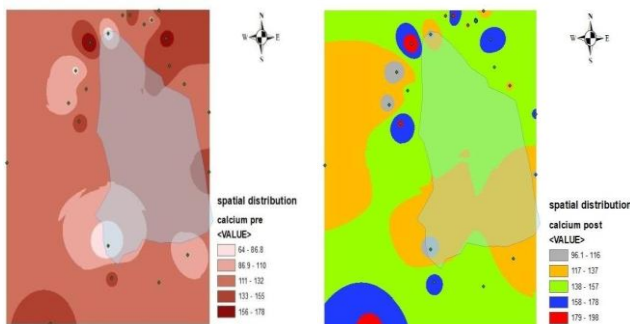 N
W E
S
spatial distribution
calcium pre
<VALUE>
64 - 86.8
86.9 - 110
111 - 132
133 - 155
156 - 178
N
W E
S
spatial distribution
calcium post
<VALUE>
96.1 - 116
117 - 137
138 - 157
158 - 178
179 - 198